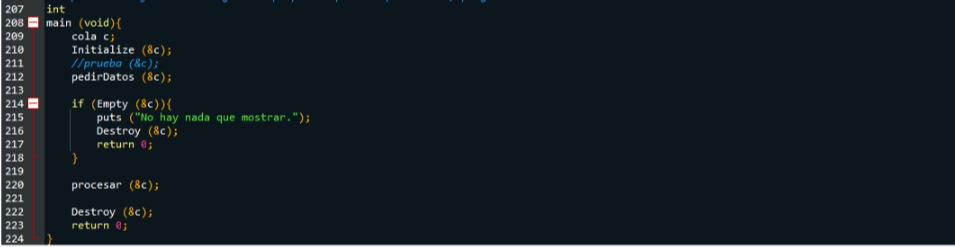 207 int
208 main (void){
209 cola c;
210 Initialize (&c);
211 //prueba (&c);
212 pedirDatos (&c);
213
214 if (Empty (&c)){
215 puts ("No hay nada que mostrar.");
216 Destroy (&c);
217 return 0;
218 }
219
220 procesar (&c);
221
222 Destroy (&c);
223 return 0;
224 }